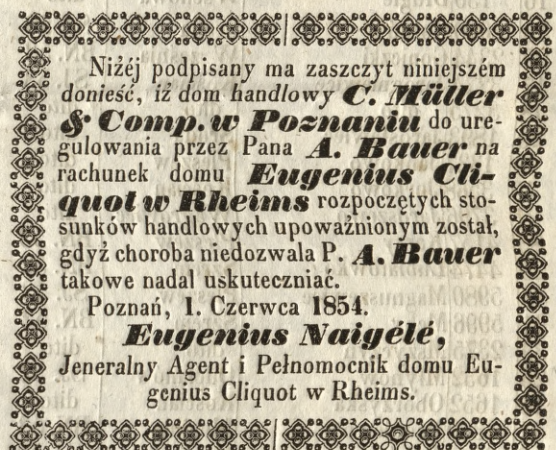 Niżéj podpisany ma zaszczyt niniejszém
donieść, iż dom handlowy C. Müller
& Comp. w Poznaniu do ure-
gulowania przez Pana A. Bauer na
rachunek domu Eugenius Cli-
quot w Rheims rozpoczętych sto-
sunków handlowych upoważnionym został,
gdyż choroba niedozwala P. A. Bauer
takowe nadal uskuteczniać.
Poznań, 1. Czerwca 1854.
Eugenius Naigélé,
Jeneralny Agent i Pełnomocnik domu Eu-
genius Cliquot w Rheims.